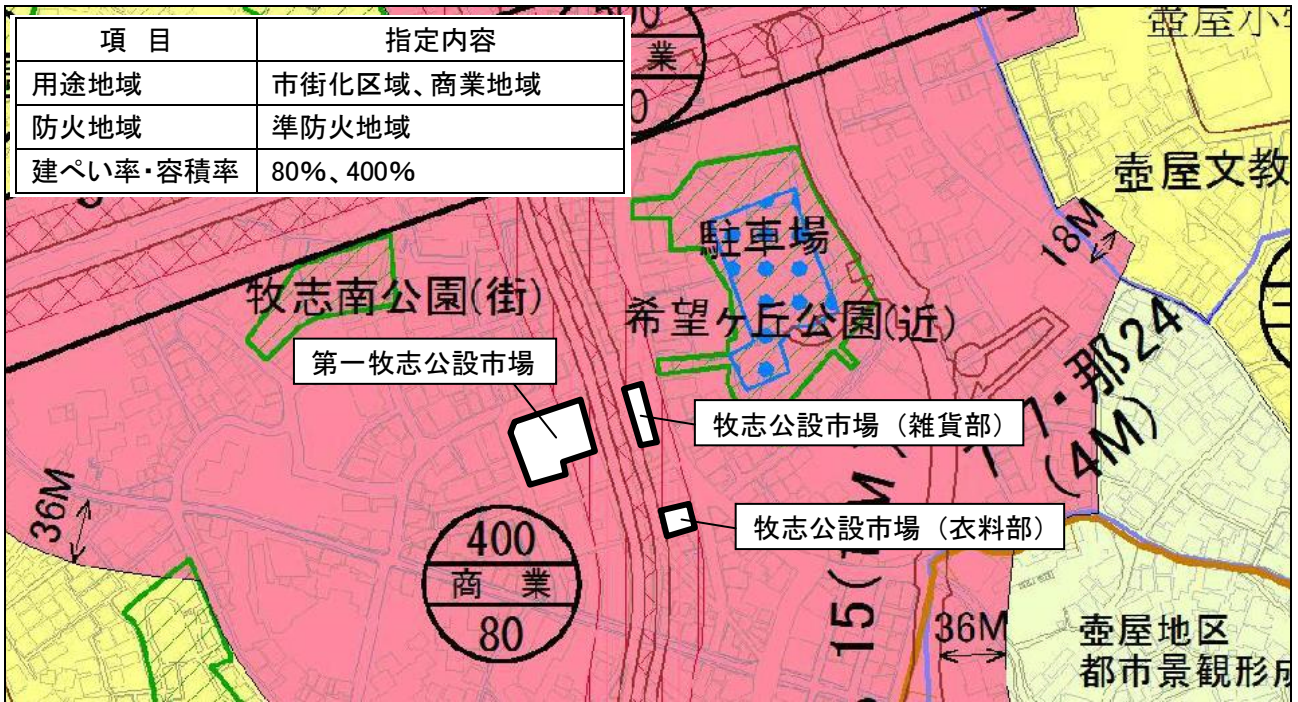 項 目 指定内容
用途地域 市街化区域、商業地域
防火地域 準防火地域
建ぺい率・容積率 80%、400%
業
壺屋小
壺屋文教
18M
駐車場
牧志南公園(街)
希望ヶ丘公園(近)
第一牧志公設市場
牧志公設市場（雑貨部）
牧志公設市場（衣料部）
・那24
(4M)
36M
400
商 業
80
15(
36M
壺屋地区
都市景観形成